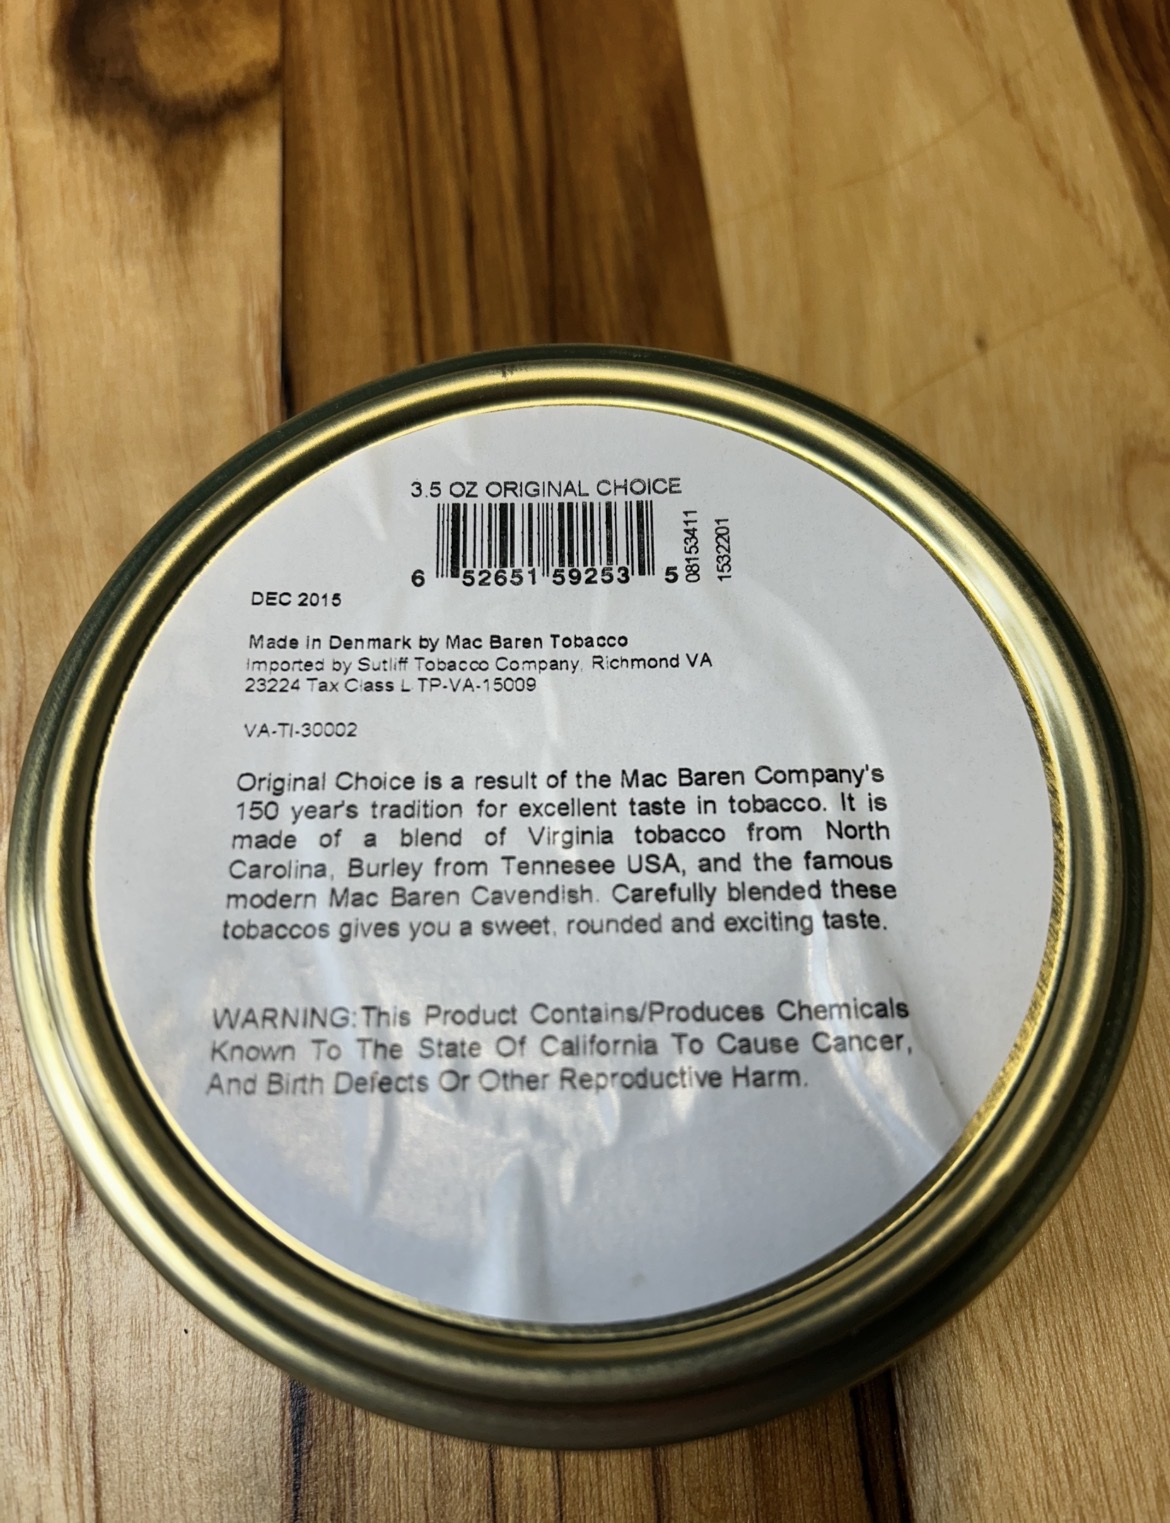 3.5 OZ ORIGINAL CHOICE
6 52651 59253 5
08153411
1532201
DEC 2015
Made in Denmark by Mac Baren Tobacco
Imported by Sutliff Tobacco Company, Richmond VA
23224 Tax Class L TP-VA-15009
VA-TI-30002
Original Choice is a result of the Mac Baren Company's
150 year's tradition for excellent taste in tobacco. It is
made of a blend of Virginia tobacco from North
Carolina, Burley from Tennesee USA, and the famous
modern Mac Baren Cavendish. Carefully blended these
tobaccos gives you a sweet, rounded and exciting taste.
WARNING:This Product Contains/Produces Chemicals
Known To The State Of California To Cause Cancer,
And Birth Defects Or Other Reproductive Harm.